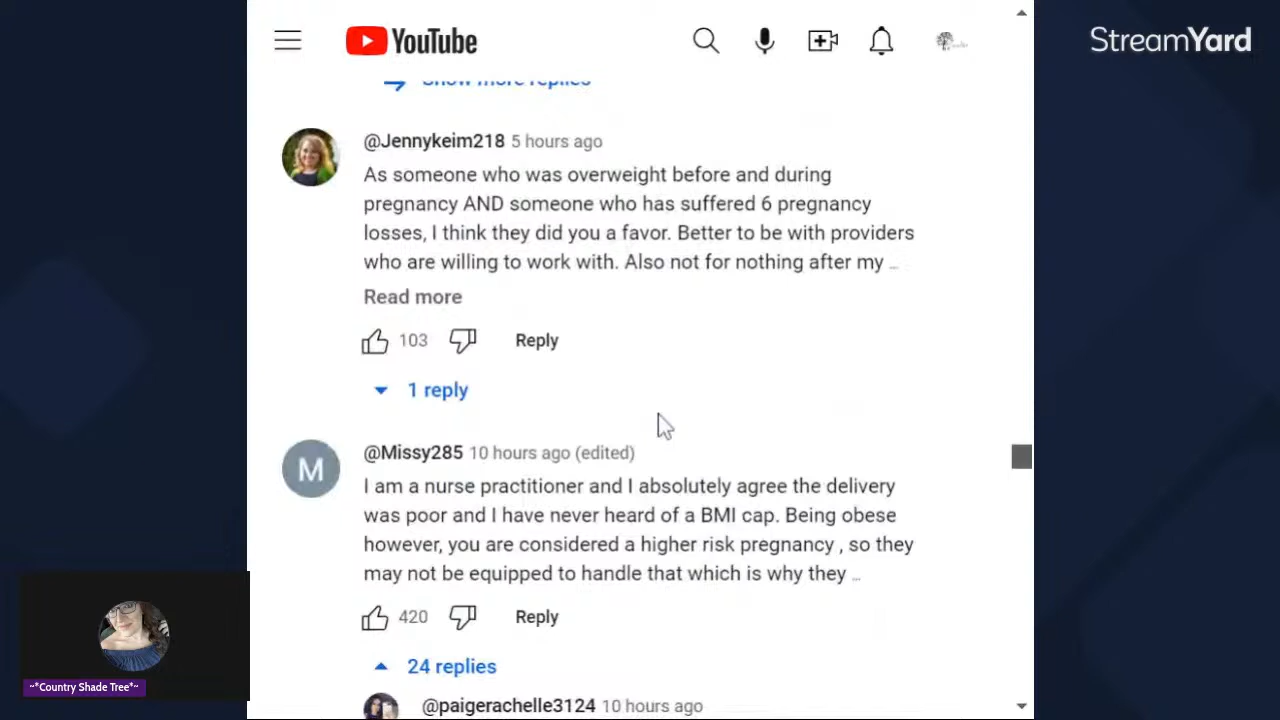 YouTube
StreamYard
Show more replies
@Jennykeim218 5 hours ago
As someone who was overweight before and during
pregnancy AND someone who has suffered 6 pregnancy
losses, I think they did you a favor. Better to be with providers
who are willing to work with. Also not for nothing after my ...
Read more
103 Reply
1 reply
M
@Missy285 10 hours ago (edited)
I am a nurse practitioner and I absolutely agree the delivery
was poor and I have never heard of a BMI cap. Being obese
however, you are considered a higher risk pregnancy , so they
may not be equipped to handle that which is why they ...
420 Reply
24 replies
~*Country Shade Tree*~
@paigerachelle3124 10 hours ago